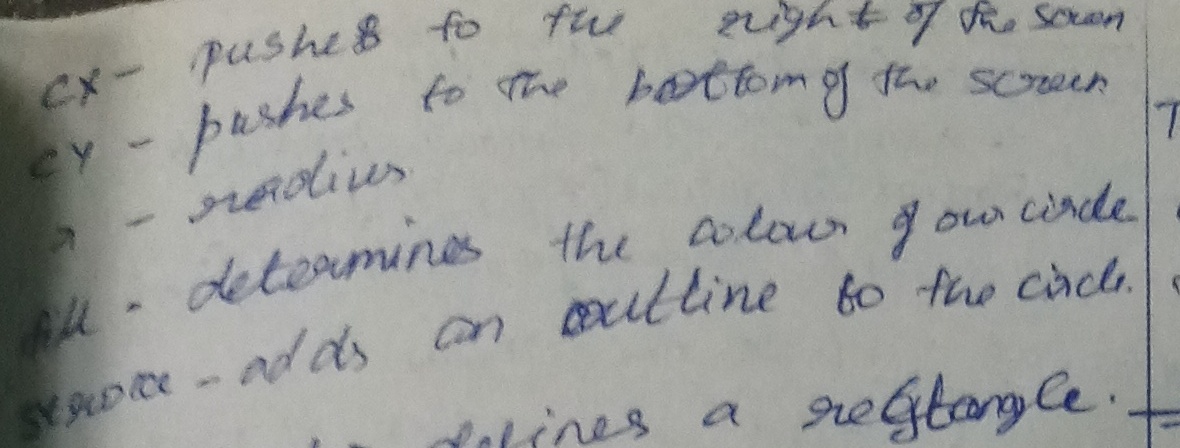 cx - pushes to the right of the screen
cy - pushes to the bottom of the screen
r - radius
fill - determines the colour of our circle
stroke - adds an outline to the circle.
defines a rectangle.
T